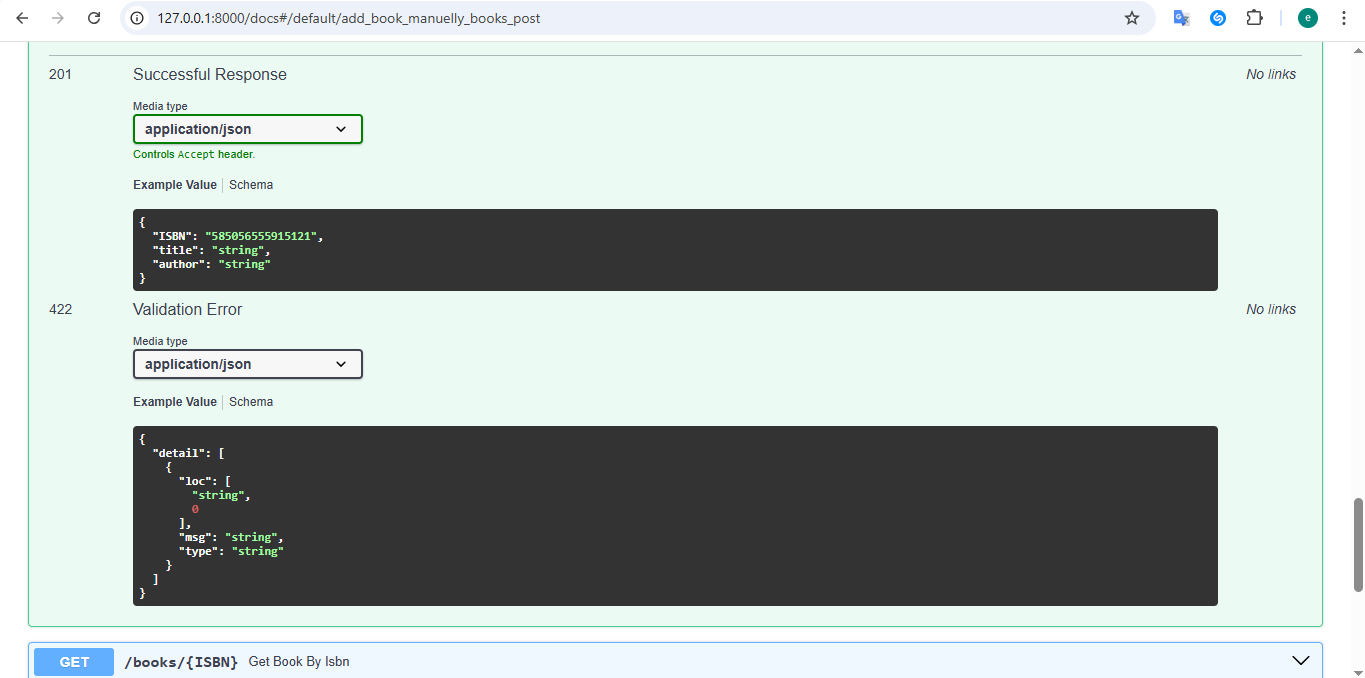 127.0.0.1:8000/docs#/default/add_book_manuelly_books_post
e
201 Successful Response No links
Media type
application/json
Controls Accept header.
Example Value Schema
{
"ISBN": "585056555915121",
"title": "string",
"author": "string"
}
422 Validation Error No links
Media type
application/json
Example Value Schema
{
"detail": [
{
"loc": [
"string",
0
],
"msg": "string",
"type": "string"
}
]
}
GET /books/{ISBN} Get Book By Isbn